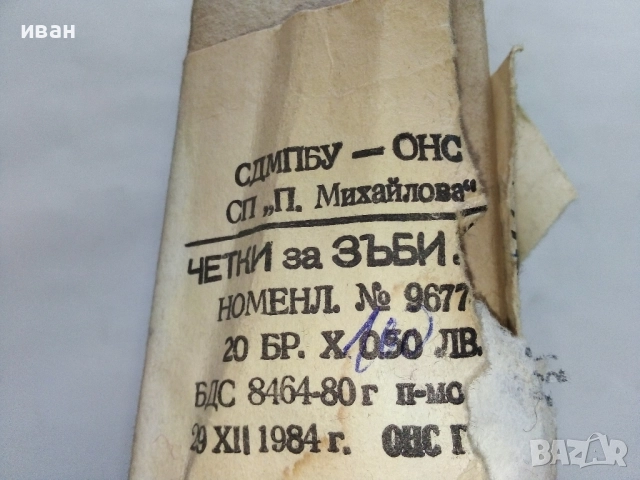 иван
СДМПБУ – ОНС
СП „П. Михайлова"
ЧЕТКИ за ЗЪБИ
НОМЕНЛ. № 9677
20 БР. Х 0.50 ЛВ.
БДС 8464-80 г п-мо
29 XII 1984 г. ОНС Г
BAZAR